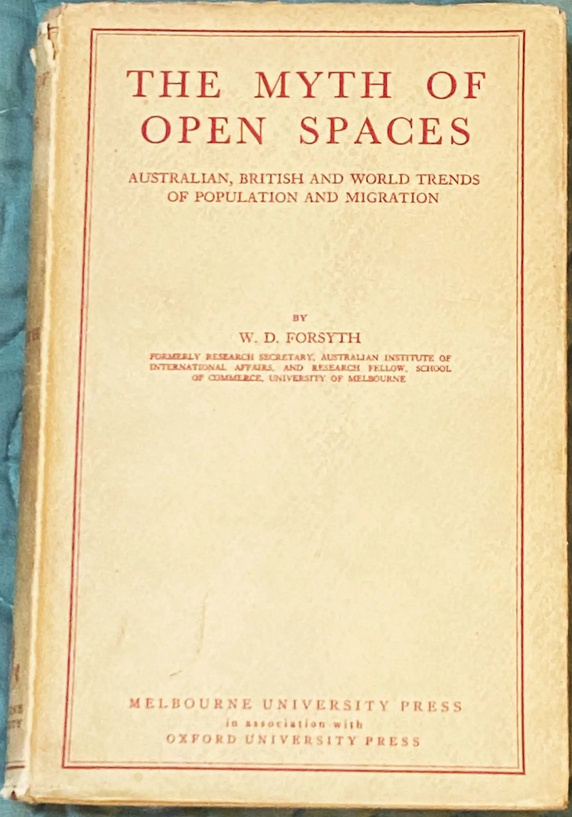 THE MYTH OF
OPEN SPACES
AUSTRALIAN, BRITISH AND WORLD TRENDS
OF POPULATION AND MIGRATION
BY
W. D. FORSYTH
FORMERLY RESEARCH SECRETARY, AUSTRALIAN INSTITUTE OF
INTERNATIONAL AFFAIRS, AND RESEARCH FELLOW, SCHOOL
OF COMMERCE, UNIVERSITY OF MELBOURNE
MELBOURNE UNIVERSITY PRESS
in association with
OXFORD UNIVERSITY PRESS